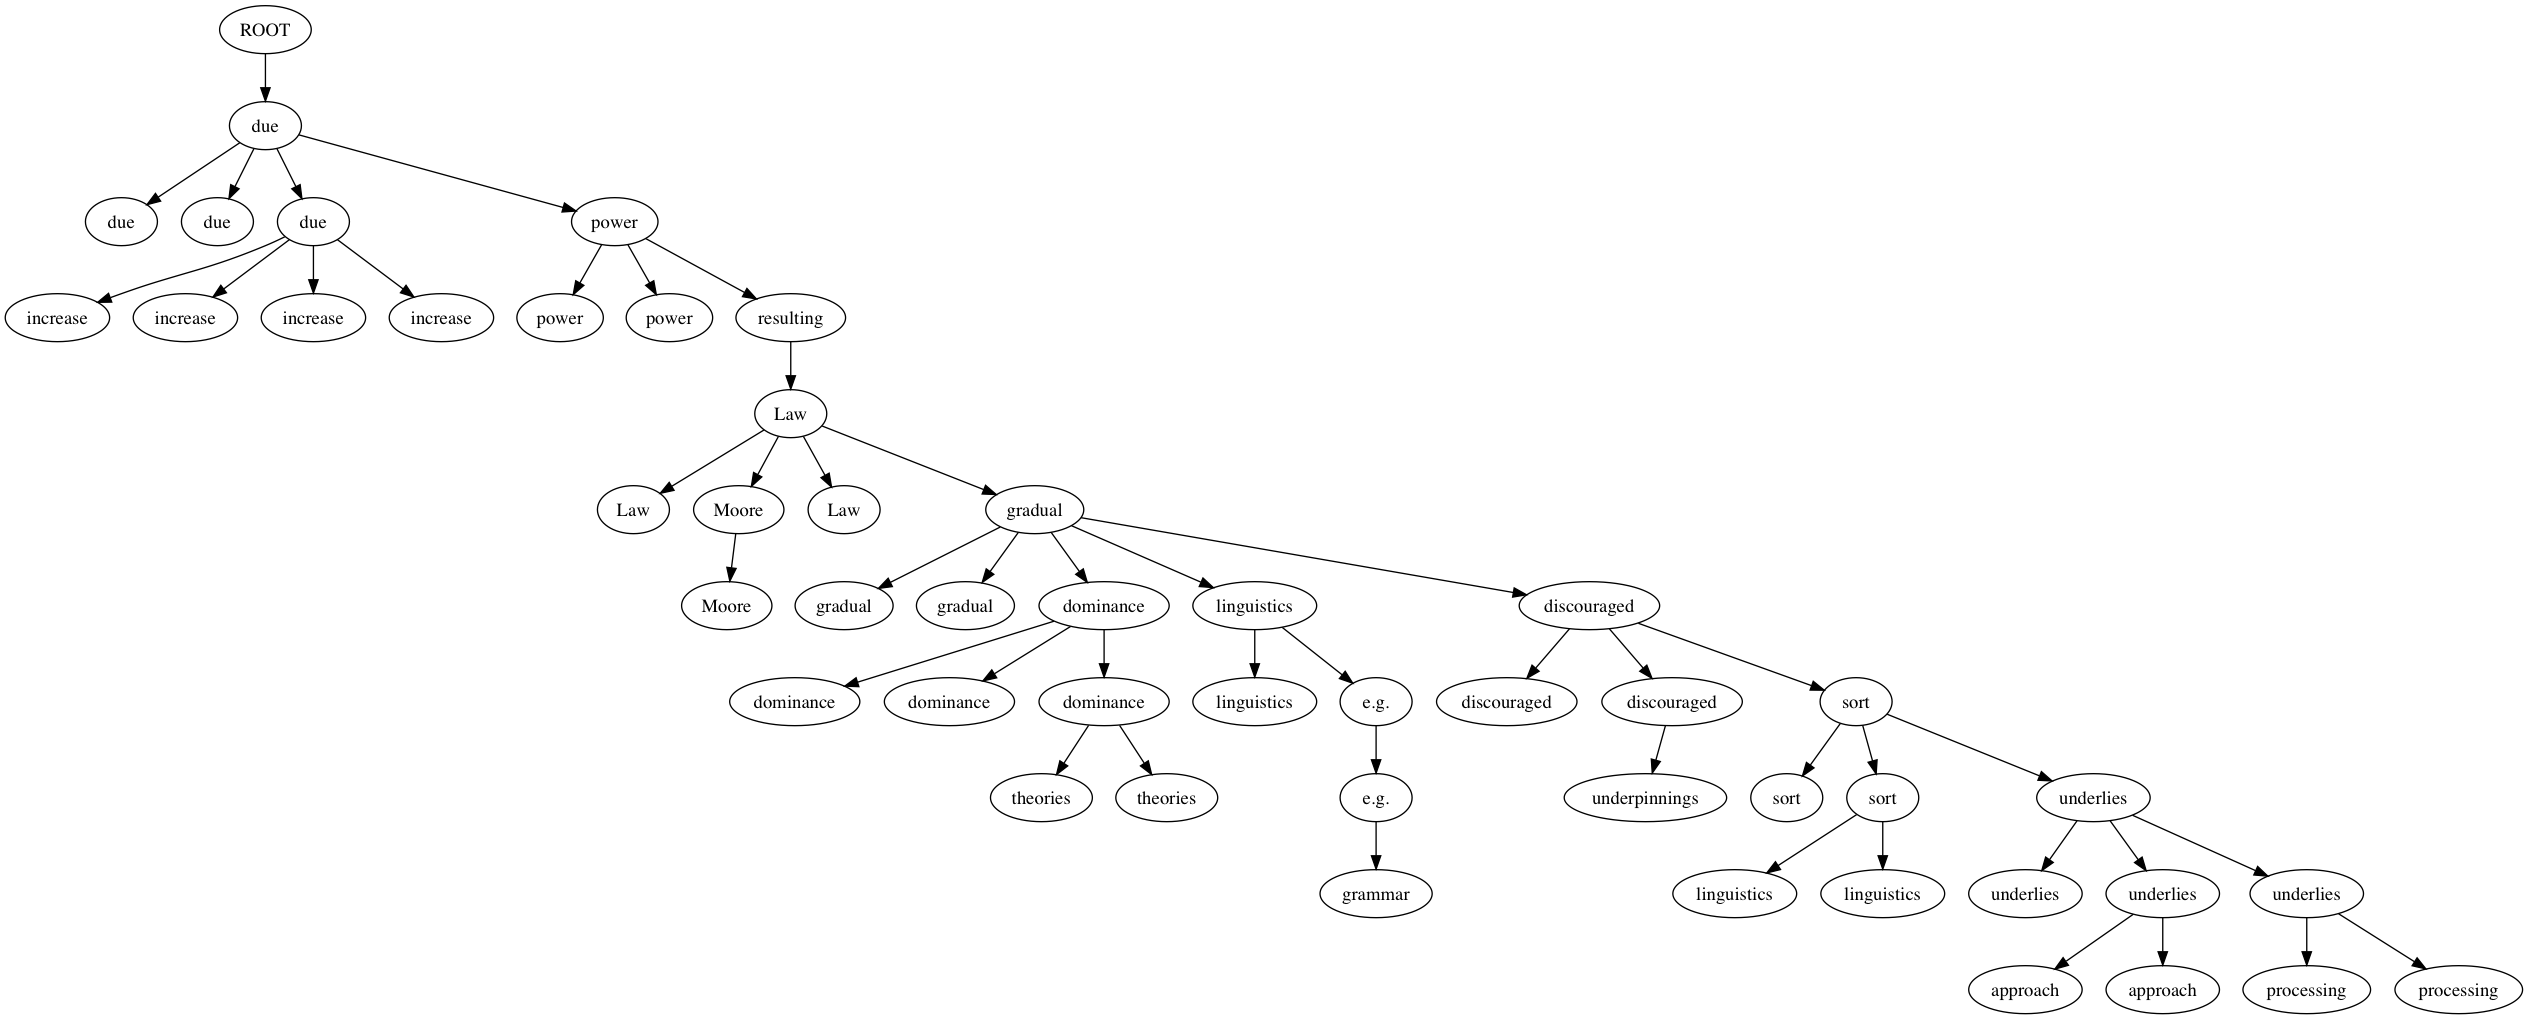 ROOT
due
due due due power
increase increase increase increase power power resulting
Law
Law Moore Law gradual
Moore gradual gradual dominance linguistics discouraged
dominance dominance dominance linguistics e.g. discouraged discouraged sort
theories theories e.g. underpinnings sort sort underlies
grammar linguistics linguistics underlies underlies underlies
approach approach processing processing